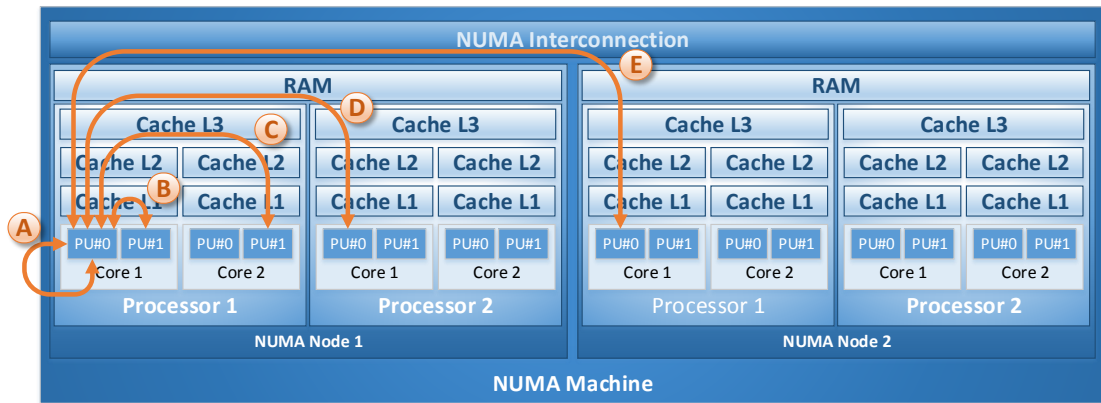 NUMA Interconnection
E
RAM
RAM
D
Cache L3
C
Cache L3
Cache L3
Cache L3
Cache L2
Cache L2
Cache L2
Cache L2
Cache L2
Cache L2
Cache L2
Cache L2
B
Cache L1
Cache L1
Cache L1
Cache L1
Cache L1
Cache L1
Cache L1
Cache L1
A
PU#0
PU#1
PU#0
PU#1
PU#0
PU#1
PU#0
PU#1
PU#0
PU#1
PU#0
PU#1
PU#0
PU#1
PU#0
PU#1
Core 1
Core 2
Core 1
Core 2
Core 1
Core 2
Core 1
Core 2
Processor 1
Processor 2
Processor 1
Processor 2
NUMA Node 1
NUMA Node 2
NUMA Machine